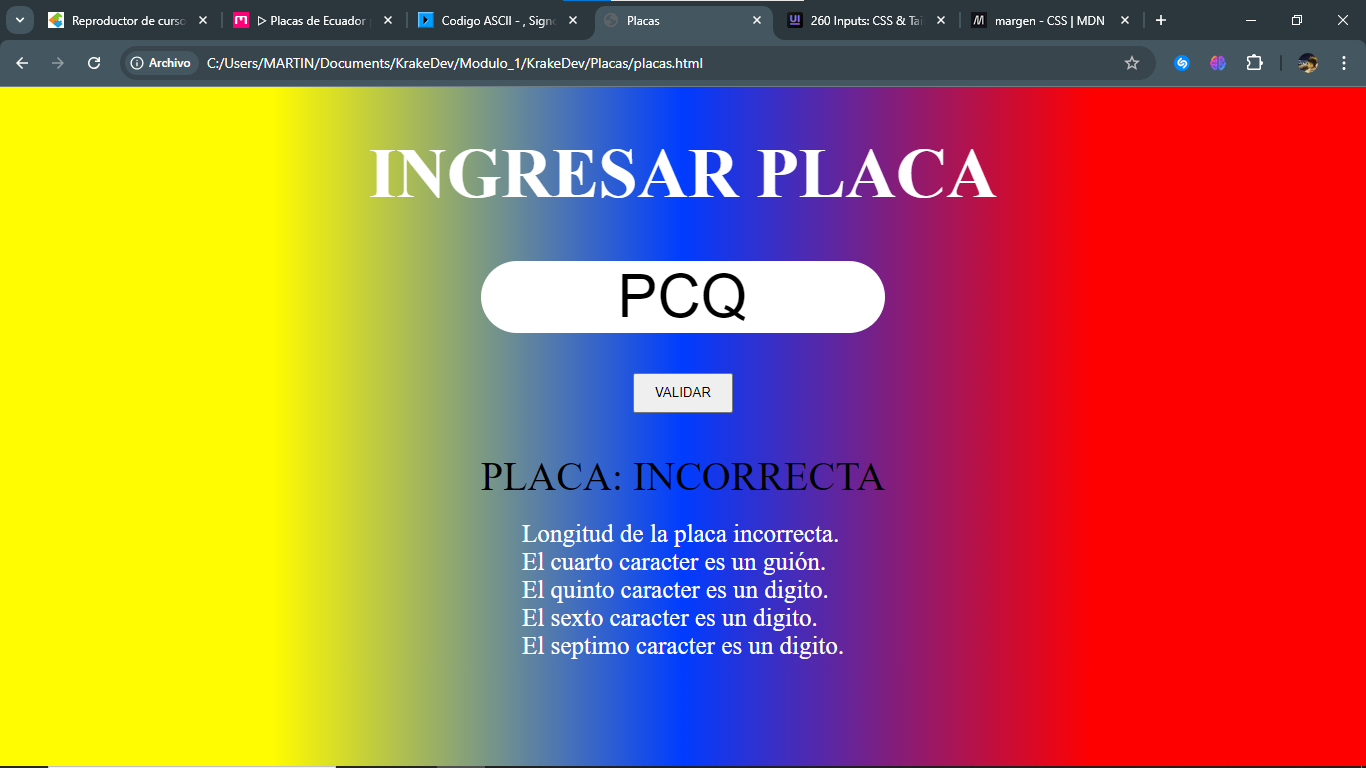 Reproductor de curso
▷ Placas de Ecuador
Codigo ASCII - , Signo
Placas
260 Inputs: CSS & Tai
margen - CSS | MDN
Archivo
C:/Users/MARTIN/Documents/KrakeDev/Modulo_1/KrakeDev/Placas/placas.html
INGRESAR PLACA
PCQ
VALIDAR
PLACA: INCORRECTA
Longitud de la placa incorrecta.
El cuarto caracter es un guión.
El quinto caracter es un digito.
El sexto caracter es un digito.
El septimo caracter es un digito.